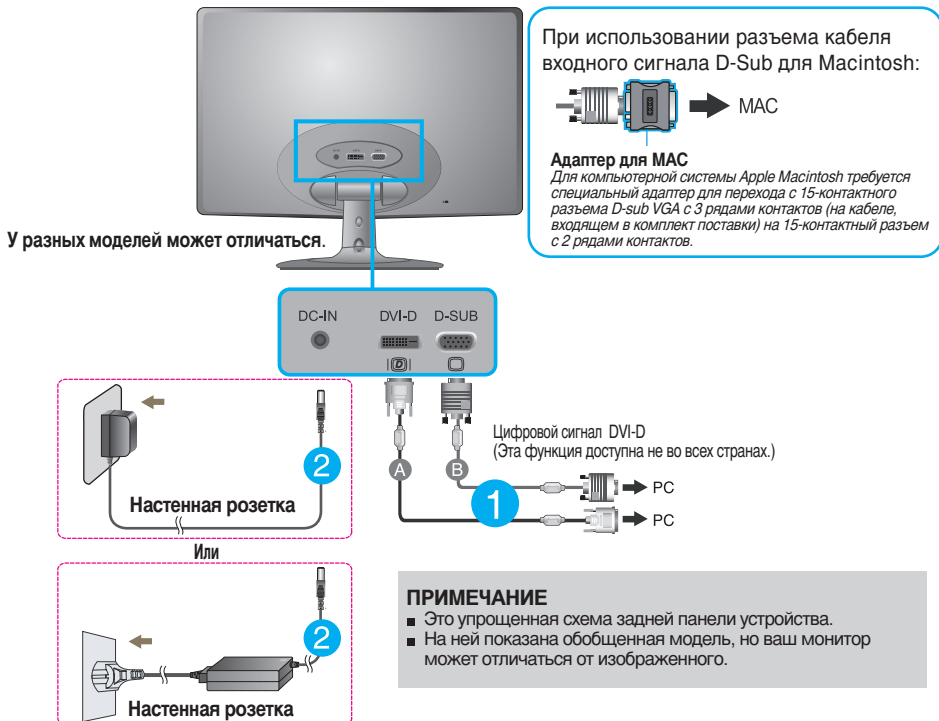 При использовании разъема кабеля
входного сигнала D-Sub для Macintosh:
MAC
Адаптер для MAC
Для компьютерной системы Apple Macintosh требуется
специальный адаптер для перехода с 15-контактного
разъема D-sub VGA с 3 рядами контактов (на кабеле,
входящем в комплект поставки) на 15-контактный разъем
с 2 рядами контактов.
У разных моделей может отличаться.
DC-IN DVI-D D-SUB
D
Цифровой сигнал DVI-D
(Эта функция доступна не во всех странах.)
A B
1
PC
PC
2
Настенная розетка
Или
2
Настенная розетка
ПРИМЕЧАНИЕ
■ Это упрощенная схема задней панели устройства.
■ На ней показана обобщенная модель, но ваш монитор
может отличаться от изображенного.